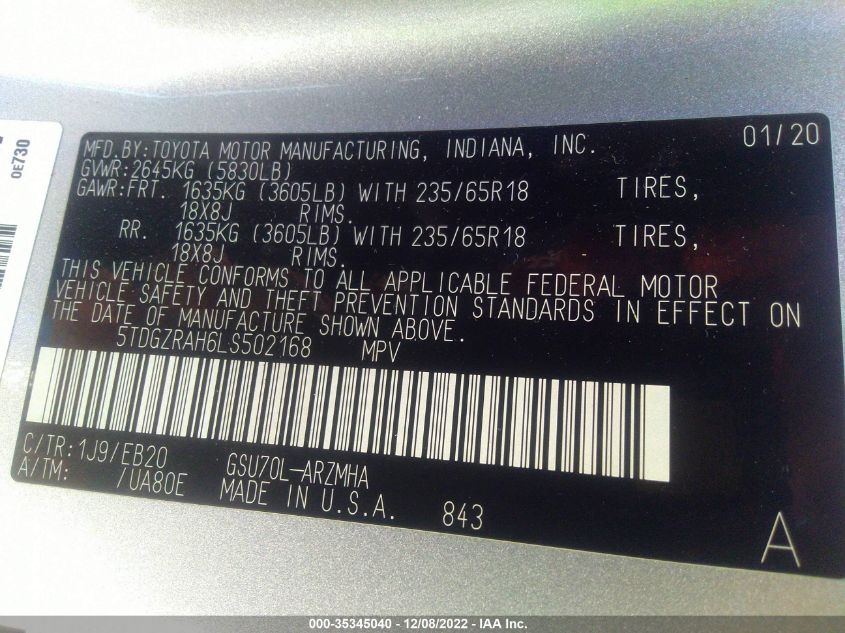 OE730
MFD.BY:TOYOTA MOTOR MANUFACTURING, INDIANA, INC. 01/20
GVWR:2645KG (5830LB)
GAWR:FRT. 1635KG (3605LB) WITH 235/65R18 TIRES,
18X8J RIMS.
RR. 1635KG (3605LB) WITH 235/65R18 TIRES,
18X8J RIMS.
THIS VEHICLE CONFORMS TO ALL APPLICABLE FEDERAL MOTOR
VEHICLE SAFETY AND THEFT PREVENTION STANDARDS IN EFFECT ON
THE DATE OF MANUFACTURE SHOWN ABOVE.
5TDGZRAH6LS502168 MPV
C/TR:1J9/EB20 GSU70L-ARZMHA
A/TM: /UA80E MADE IN U.S.A. 843
A
000-35345040 - 12/08/2022 - IAA Inc.